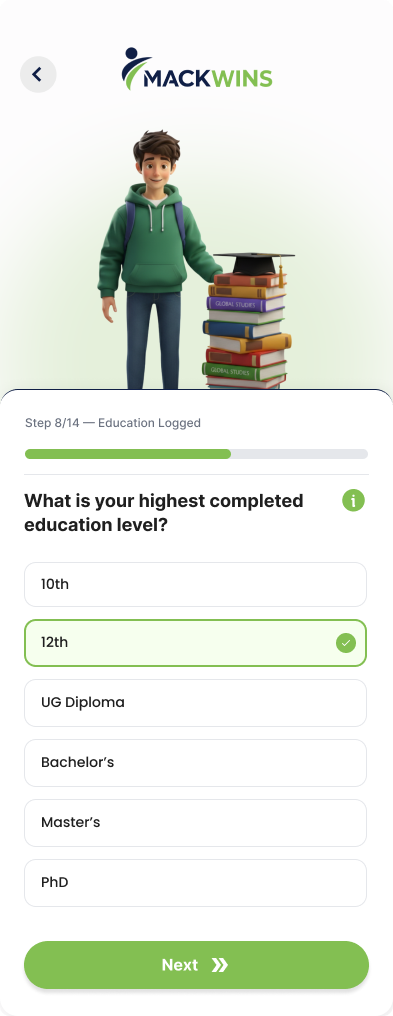 MACKWINS
GLOBAL STUDIES
GLOBAL STUDIES
Step 8/14 — Education Logged
What is your highest completed
education level?
i
10th
12th
UG Diploma
Bachelor’s
Master’s
PhD
Next